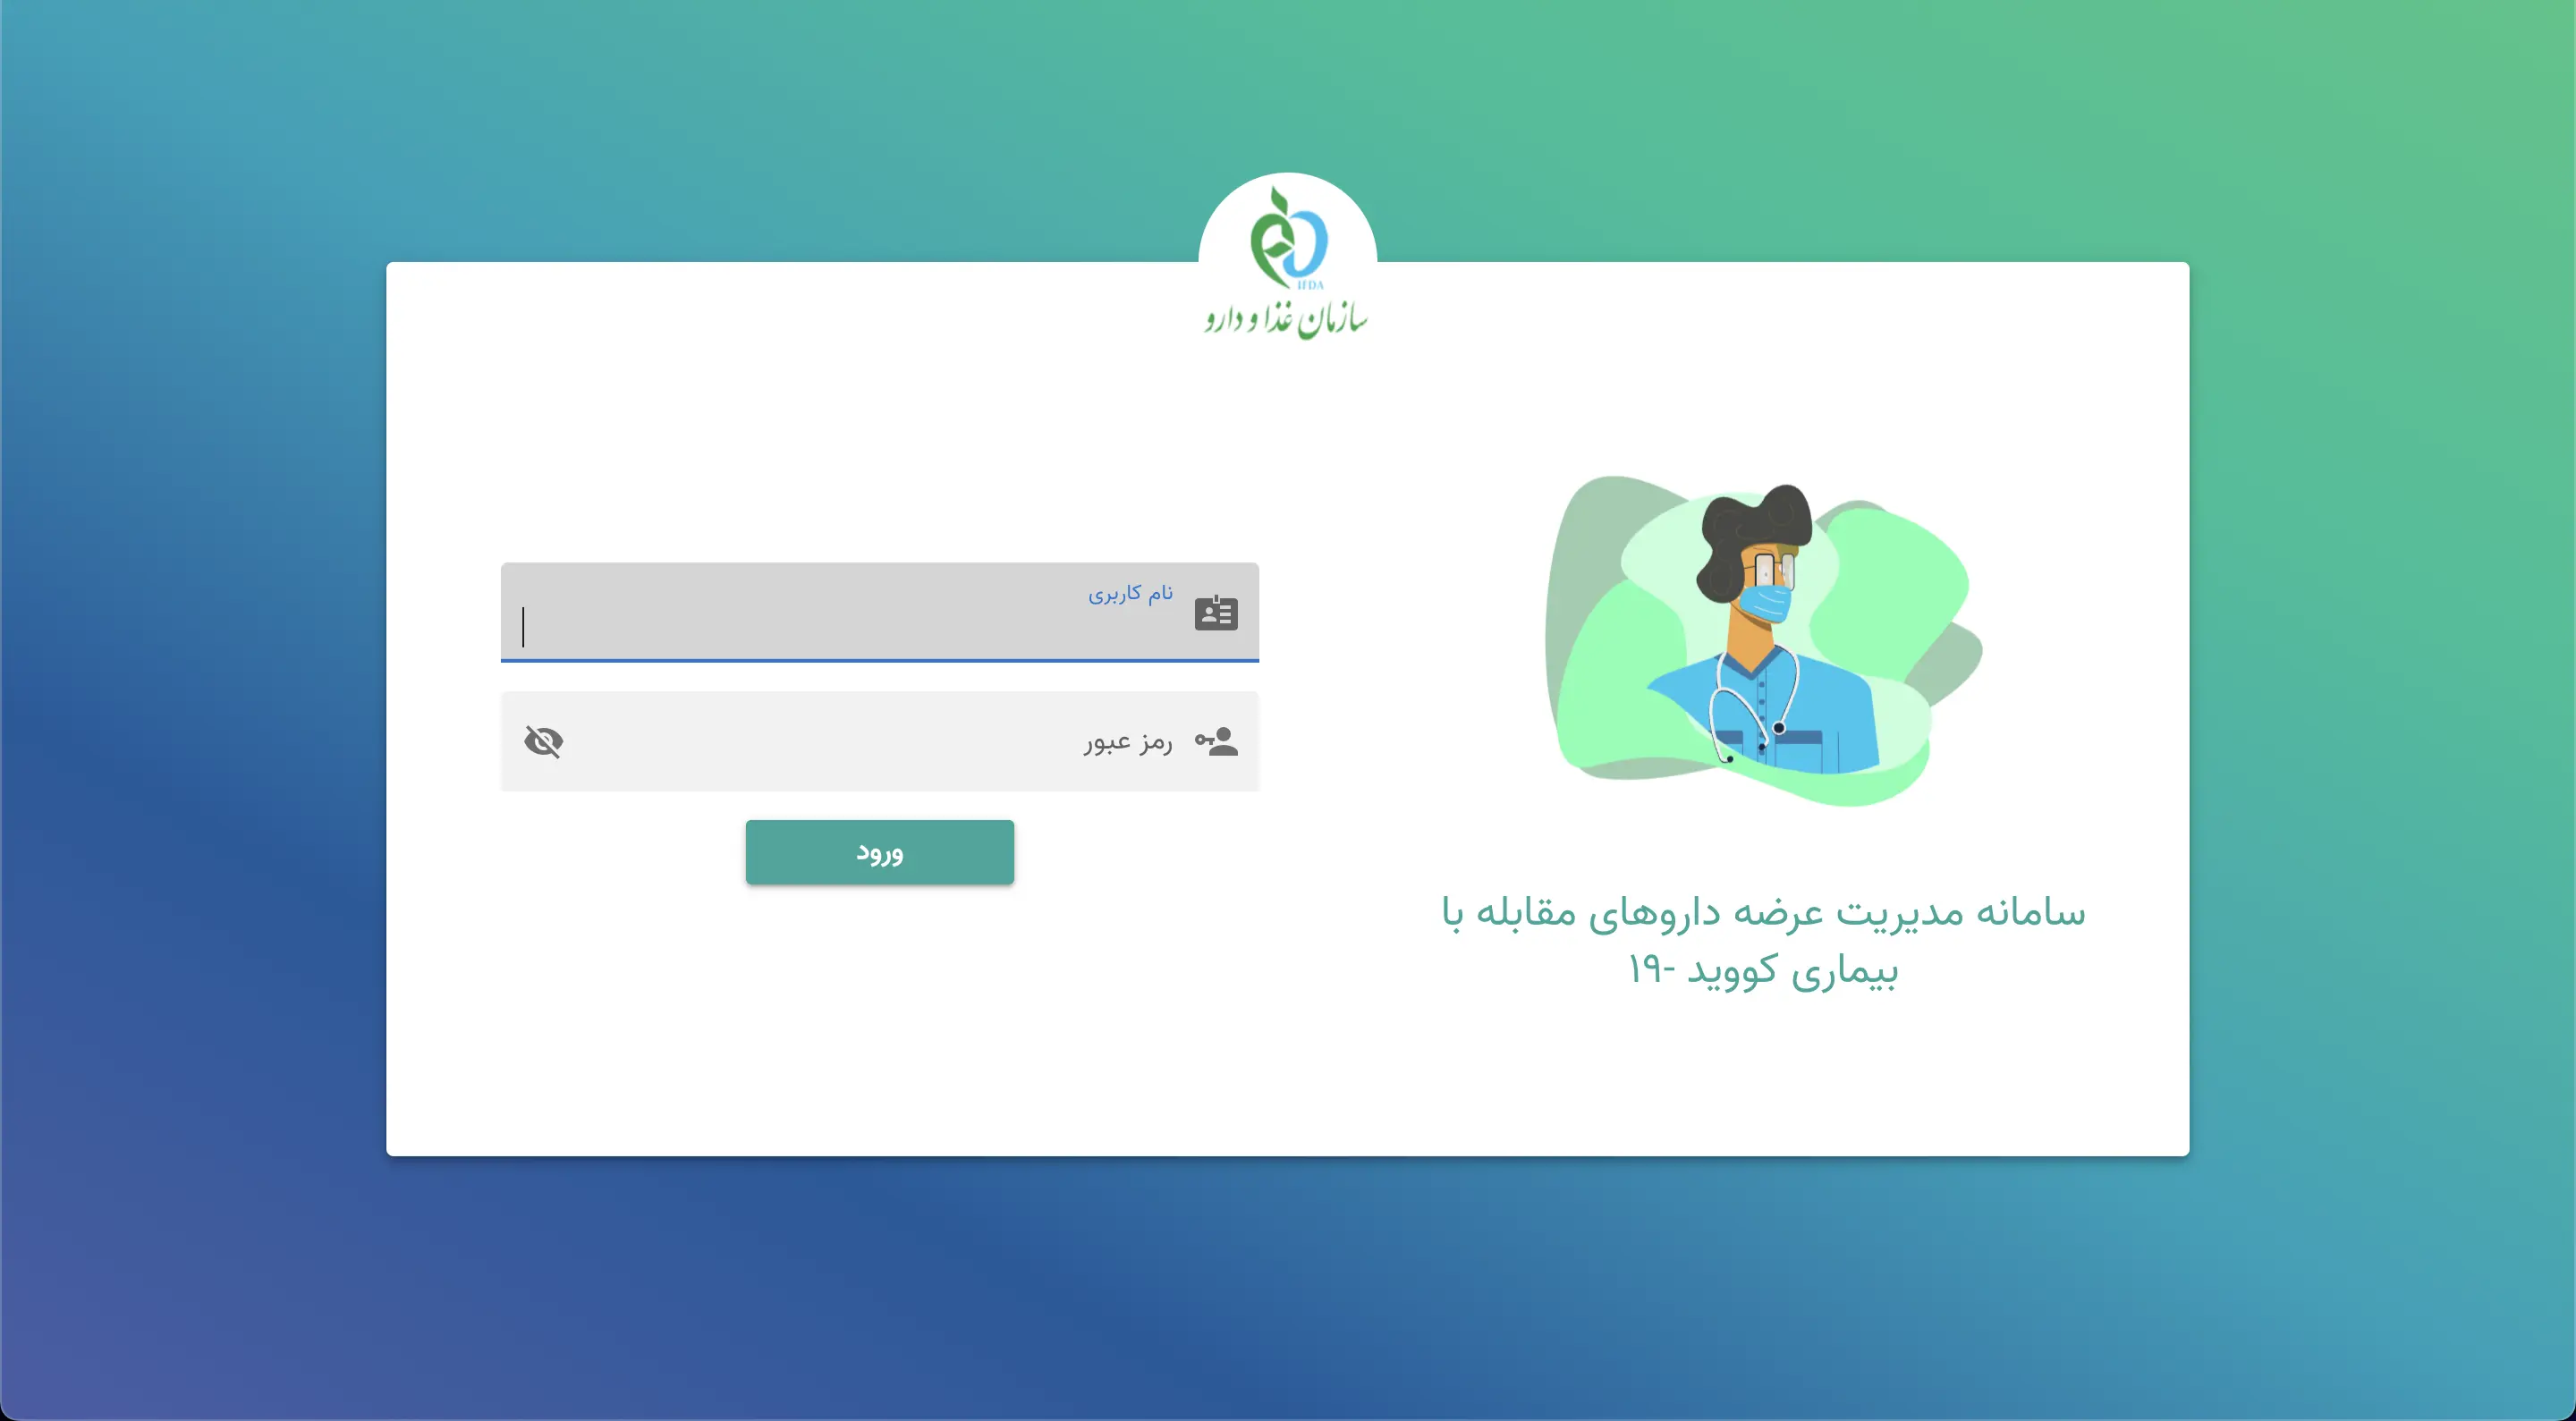 IFDA
سازمان غذا و دارو
سامانه مدیریت عرضه داروهای مقابله با
بیماری کووید -۱۹
نام کاربری
رمز عبور
ورود